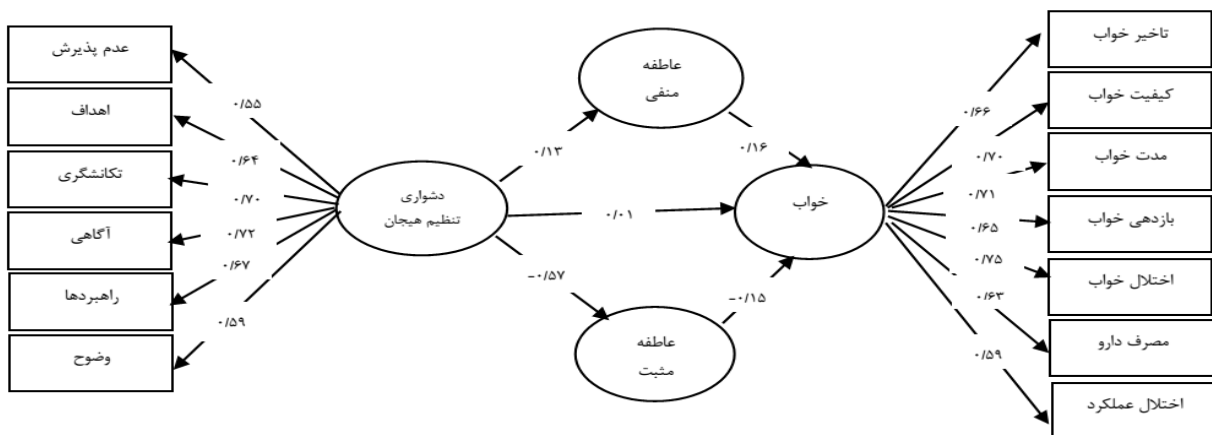 عدم پذیرش
اهداف
تکانشگری
آگاهی
راهبردها
وضوح
۰/۵۵
۰/۶۴
۰/۷۰
۰/۷۲
۰/۶۷
۰/۵۹
دشواری
تنظیم هیجان
۰/۱۳
۰/۰۱
-۰/۵۷
عاطفه
منفی
عاطفه
مثبت
۰/۱۶
-۰/۱۵
خواب
۰/۶۶
۰/۷۰
۰/۷۱
۰/۶۵
۰/۷۵
۰/۶۳
۰/۵۹
تاخیر خواب
کیفیت خواب
مدت خواب
بازدهی خواب
اختلال خواب
مصرف دارو
اختلال عملکرد